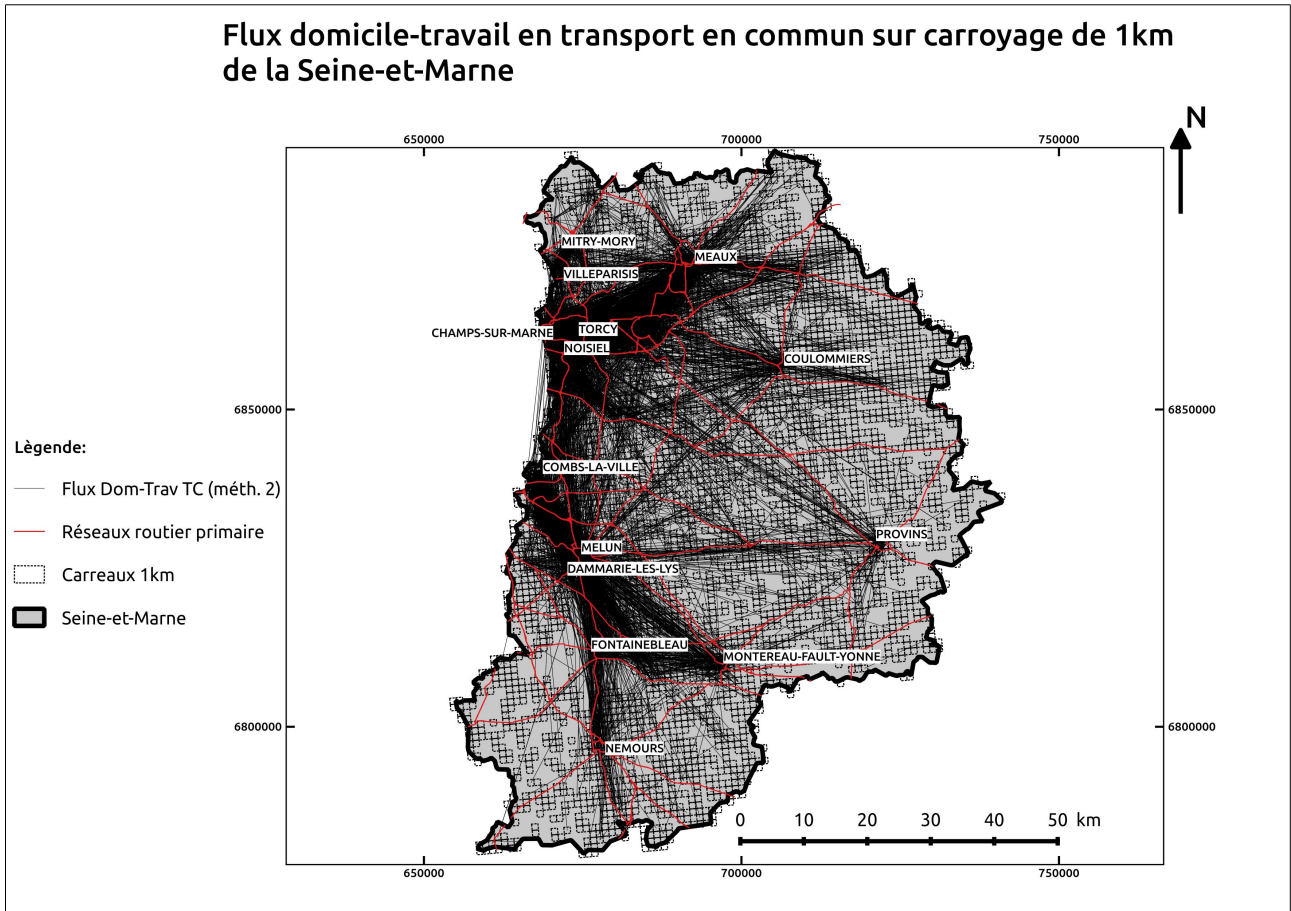 Flux domicile-travail en transport en commun sur carroyage de 1km
de la Seine-et-Marne
N
650000
700000
750000
MITRY-MORY
MEAUX
VILLEPARISIS
CHAMPS-SUR-MARNE
TORCY
NOISIEL
COULOMMIERS
6850000
6850000
Lègende:
COMBS-LA-VILLE
Flux Dom-Trav TC (méth. 2)
Réseaux routier primaire
PROVINS
MELUN
DAMMARIE-LES-LYS
Carreaux 1km
Seine-et-Marne
FONTAINEBLEAU
MONTEREAU-FAULT-YONNE
6800000
6800000
NEMOURS
0 10 20 30 40 50 km
650000
700000
750000